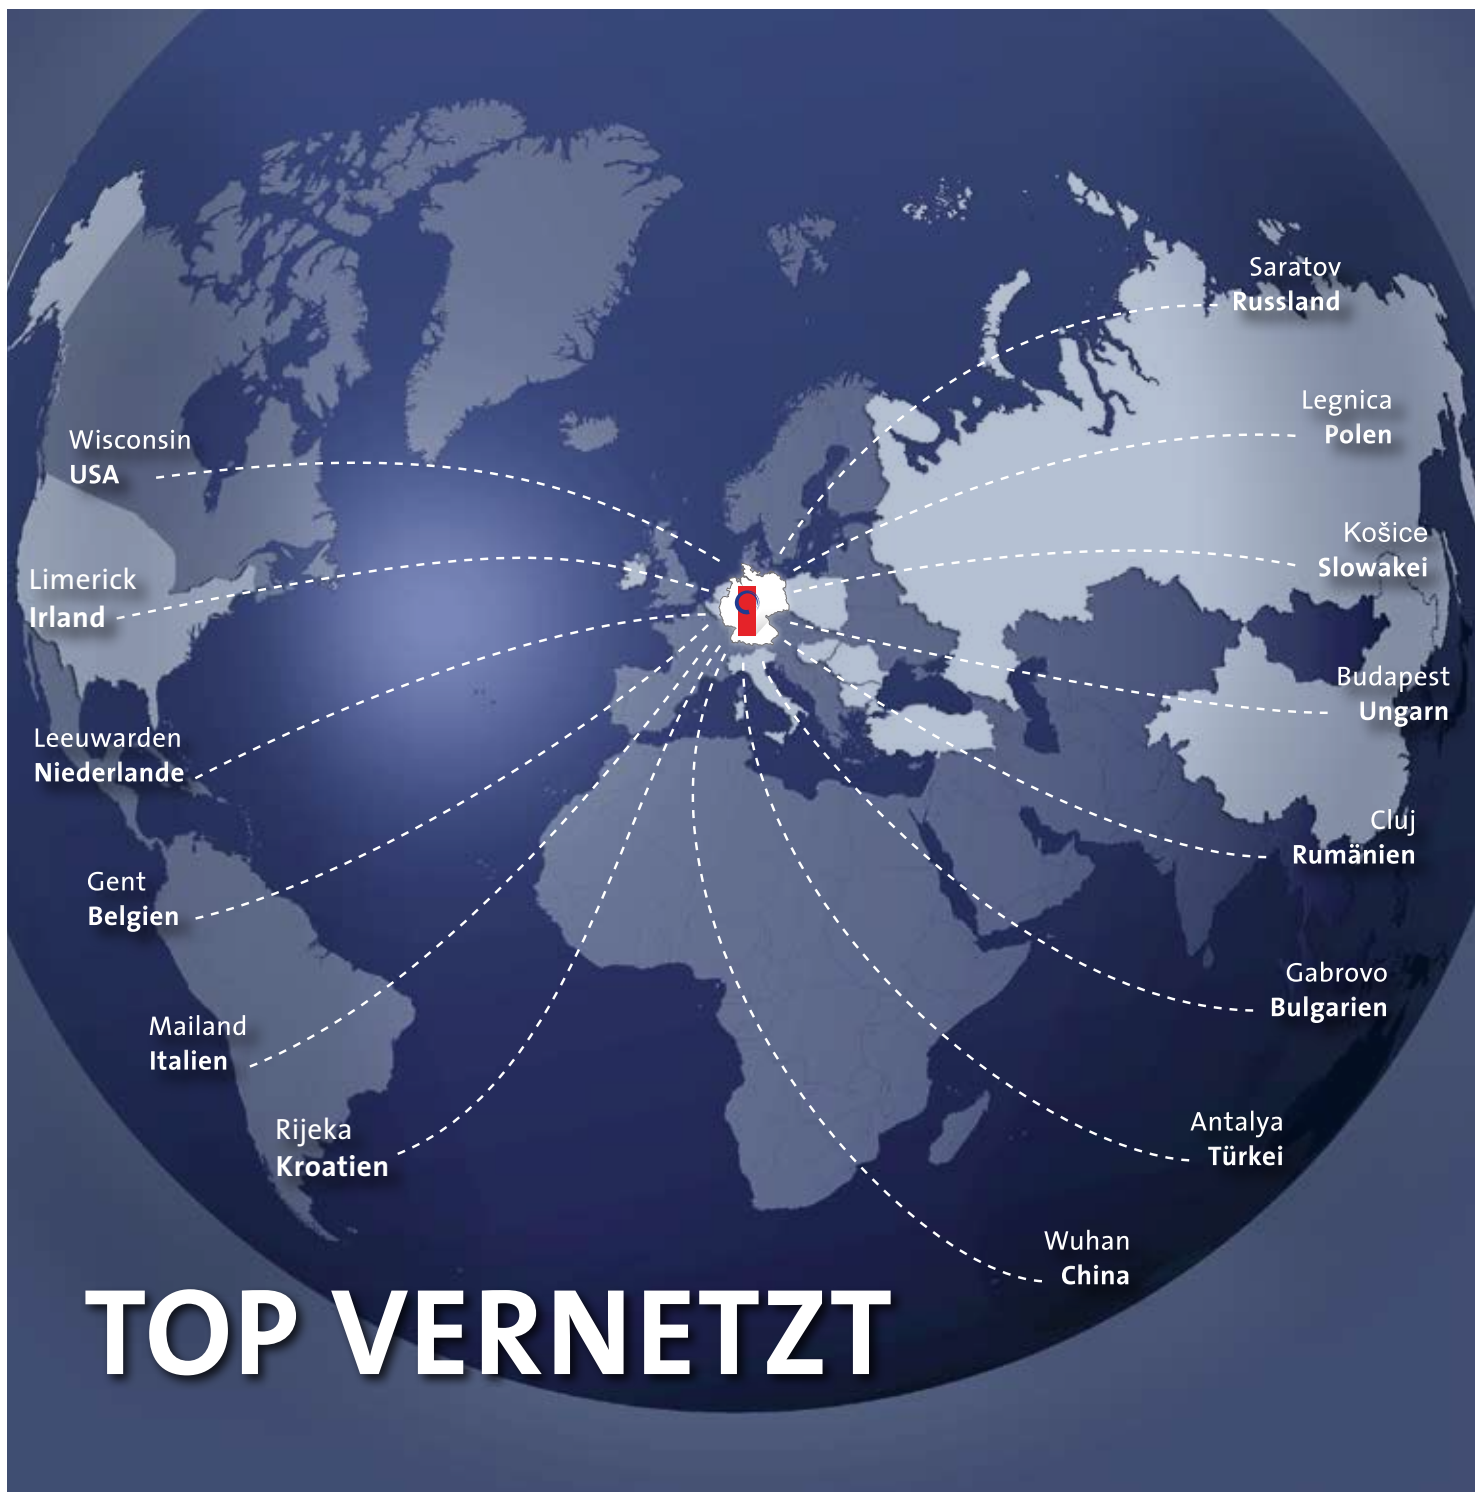 Saratov
Russland
Legnica
Polen
Wisconsin
USA
Košice
Slowakei
Limerick
Irland
Budapest
Ungarn
Leeuwarden
Niederlande
Cluj
Rumänien
Gent
Belgien
Gabrovo
Bulgarien
Mailand
Italien
Antalya
Türkei
Rijeka
Kroatien
Wuhan
China
TOP VERNETZT